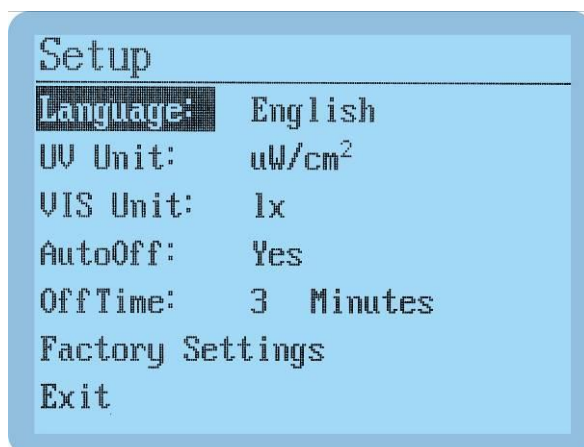 Setup
Language: English
UV Unit: uW/cm²
VIS Unit: lx
AutoOff: Yes
OffTime: 3 Minutes
Factory Settings
Exit